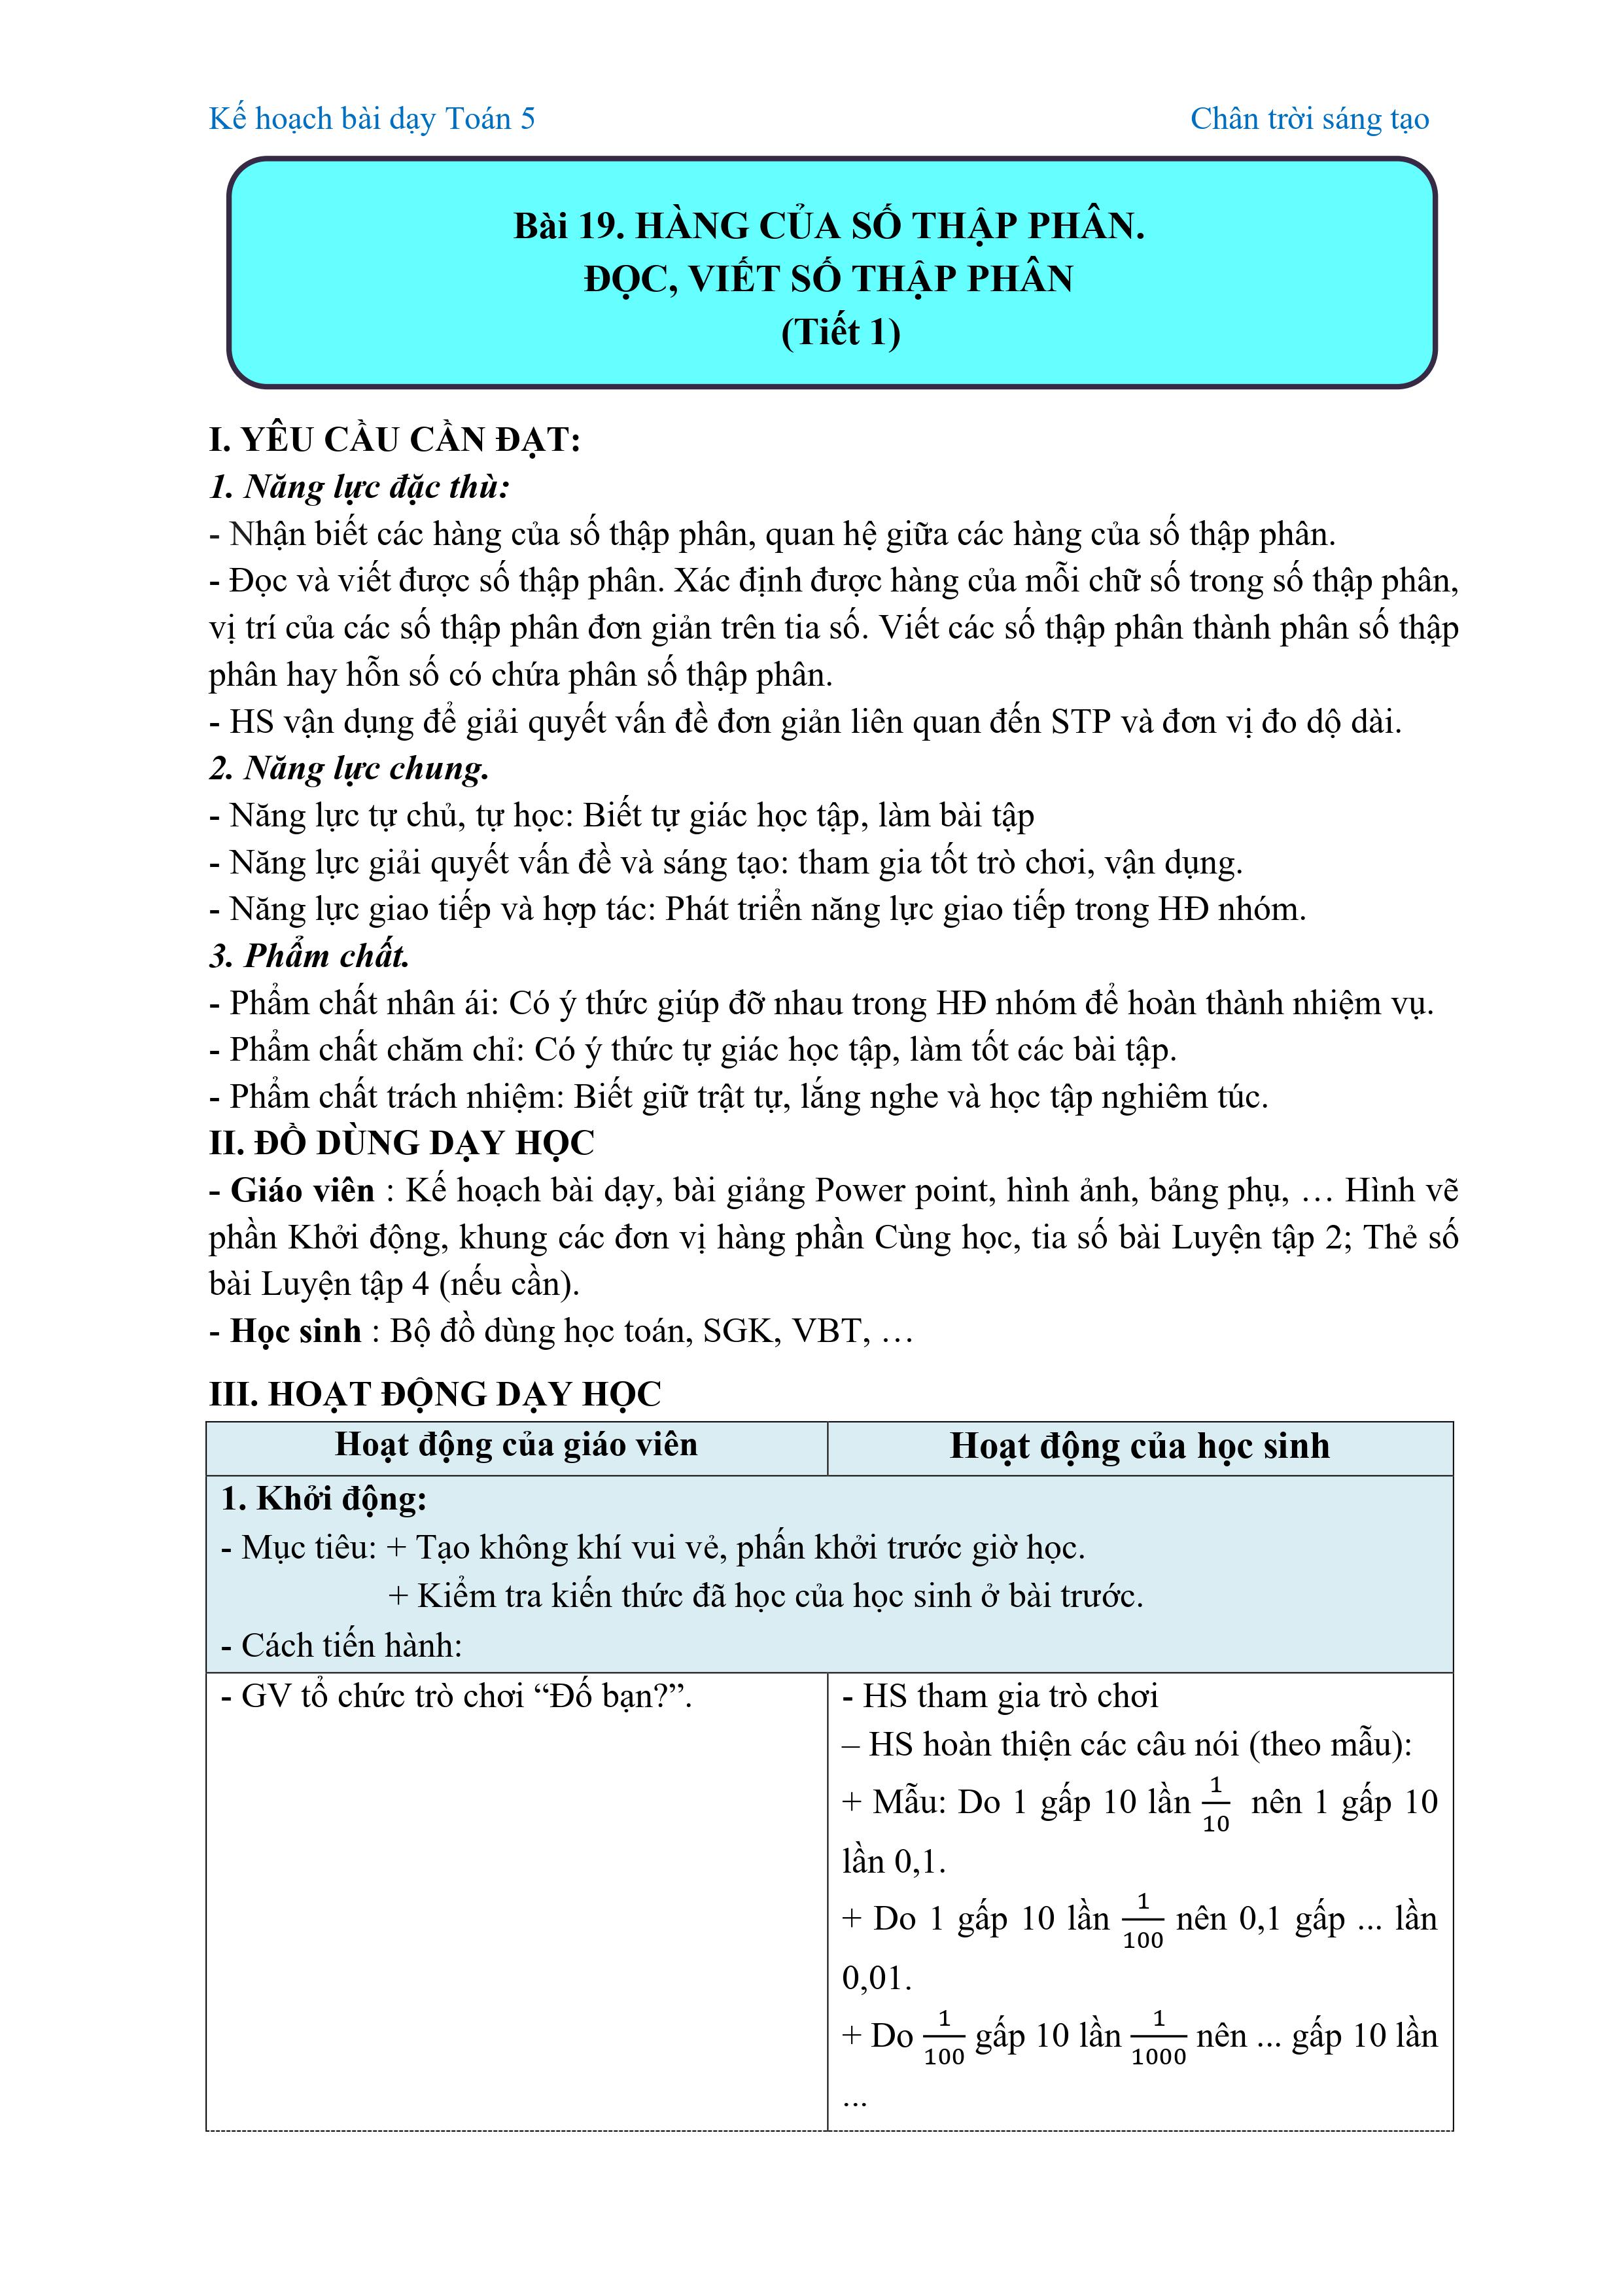 Kế hoạch bài dạy Toán 5 Chân trời sáng tạo
Bài 19. HÀNG CỦA SỐ THẬP PHÂN.
ĐỌC, VIẾT SỐ THẬP PHÂN
(Tiết 1)
I. YÊU CẦU CẦN ĐẠT:
1. Năng lực đặc thù:
- Nhận biết các hàng của số thập phân, quan hệ giữa các hàng của số thập phân.
- Đọc và viết được số thập phân. Xác định được hàng của mỗi chữ số trong số thập phân,
vị trí của các số thập phân đơn giản trên tia số. Viết các số thập phân thành phân số thập
phân hay hỗn số có chứa phân số thập phân.
- HS vận dụng để giải quyết vấn đề đơn giản liên quan đến STP và đơn vị đo dộ dài.
2. Năng lực chung.
- Năng lực tự chủ, tự học: Biết tự giác học tập, làm bài tập
- Năng lực giải quyết vấn đề và sáng tạo: tham gia tốt trò chơi, vận dụng.
- Năng lực giao tiếp và hợp tác: Phát triển năng lực giao tiếp trong HĐ nhóm.
3. Phẩm chất.
- Phẩm chất nhân ái: Có ý thức giúp đỡ nhau trong HĐ nhóm để hoàn thành nhiệm vụ.
- Phẩm chất chăm chỉ: Có ý thức tự giác học tập, làm tốt các bài tập.
- Phẩm chất trách nhiệm: Biết giữ trật tự, lắng nghe và học tập nghiêm túc.
II. ĐỒ DÙNG DẠY HỌC
- Giáo viên : Kế hoạch bài dạy, bài giảng Power point, hình ảnh, bảng phụ, … Hình vẽ
phần Khởi động, khung các đơn vị hàng phần Cùng học, tia số bài Luyện tập 2; Thẻ số
bài Luyện tập 4 (nếu cần).
- Học sinh : Bộ đồ dùng học toán, SGK, VBT, …
III. HOẠT ĐỘNG DẠY HỌC
Hoạt động của giáo viên Hoạt động của học sinh
1. Khởi động:
- Mục tiêu: + Tạo không khí vui vẻ, phấn khởi trước giờ học.
+ Kiểm tra kiến thức đã học của học sinh ở bài trước.
- Cách tiến hành:
- GV tổ chức trò chơi “Đố bạn?”.
- HS tham gia trò chơi
– HS hoàn thiện các câu nói (theo mẫu):
+ Mẫu: Do 1 gấp 10 lần 1/10 nên 1 gấp 10
lần 0,1.
+ Do 1 gấp 10 lần 1/100 nên 0,1 gấp ... lần
0,01.
+ Do 1/100 gấp 10 lần 1/1000 nên ... gấp 10 lần
...